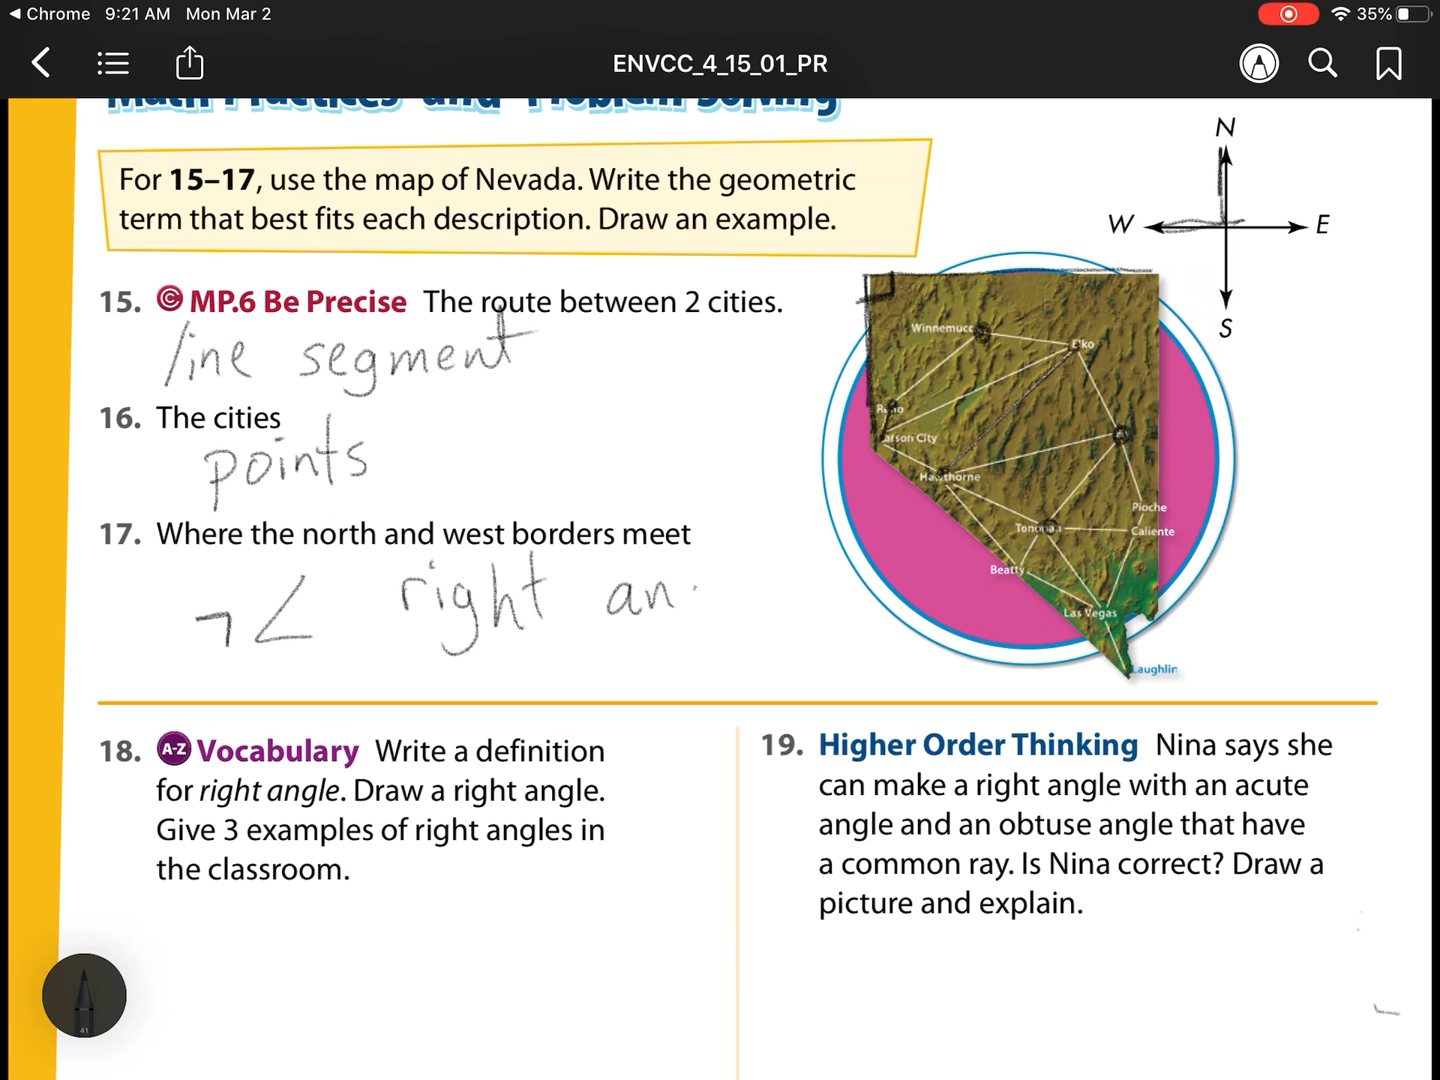 Chrome 9:21 AM Mon Mar 2
35%
ENVCC_4_15_01_PR
Math Practices and Problem Solving
For 15–17, use the map of Nevada. Write the geometric
term that best fits each description. Draw an example.
N
W
E
S
15. © MP.6 Be Precise The route between 2 cities.
line segment
16. The cities
points
17. Where the north and west borders meet
right an
Elko
Carson City
Hawthorne
Pioche
Caliente
Beatty
Las Vegas
Laughlin
18. A-Z Vocabulary Write a definition
for right angle. Draw a right angle.
Give 3 examples of right angles in
the classroom.
19. Higher Order Thinking Nina says she
can make a right angle with an acute
angle and an obtuse angle that have
a common ray. Is Nina correct? Draw a
picture and explain.
41